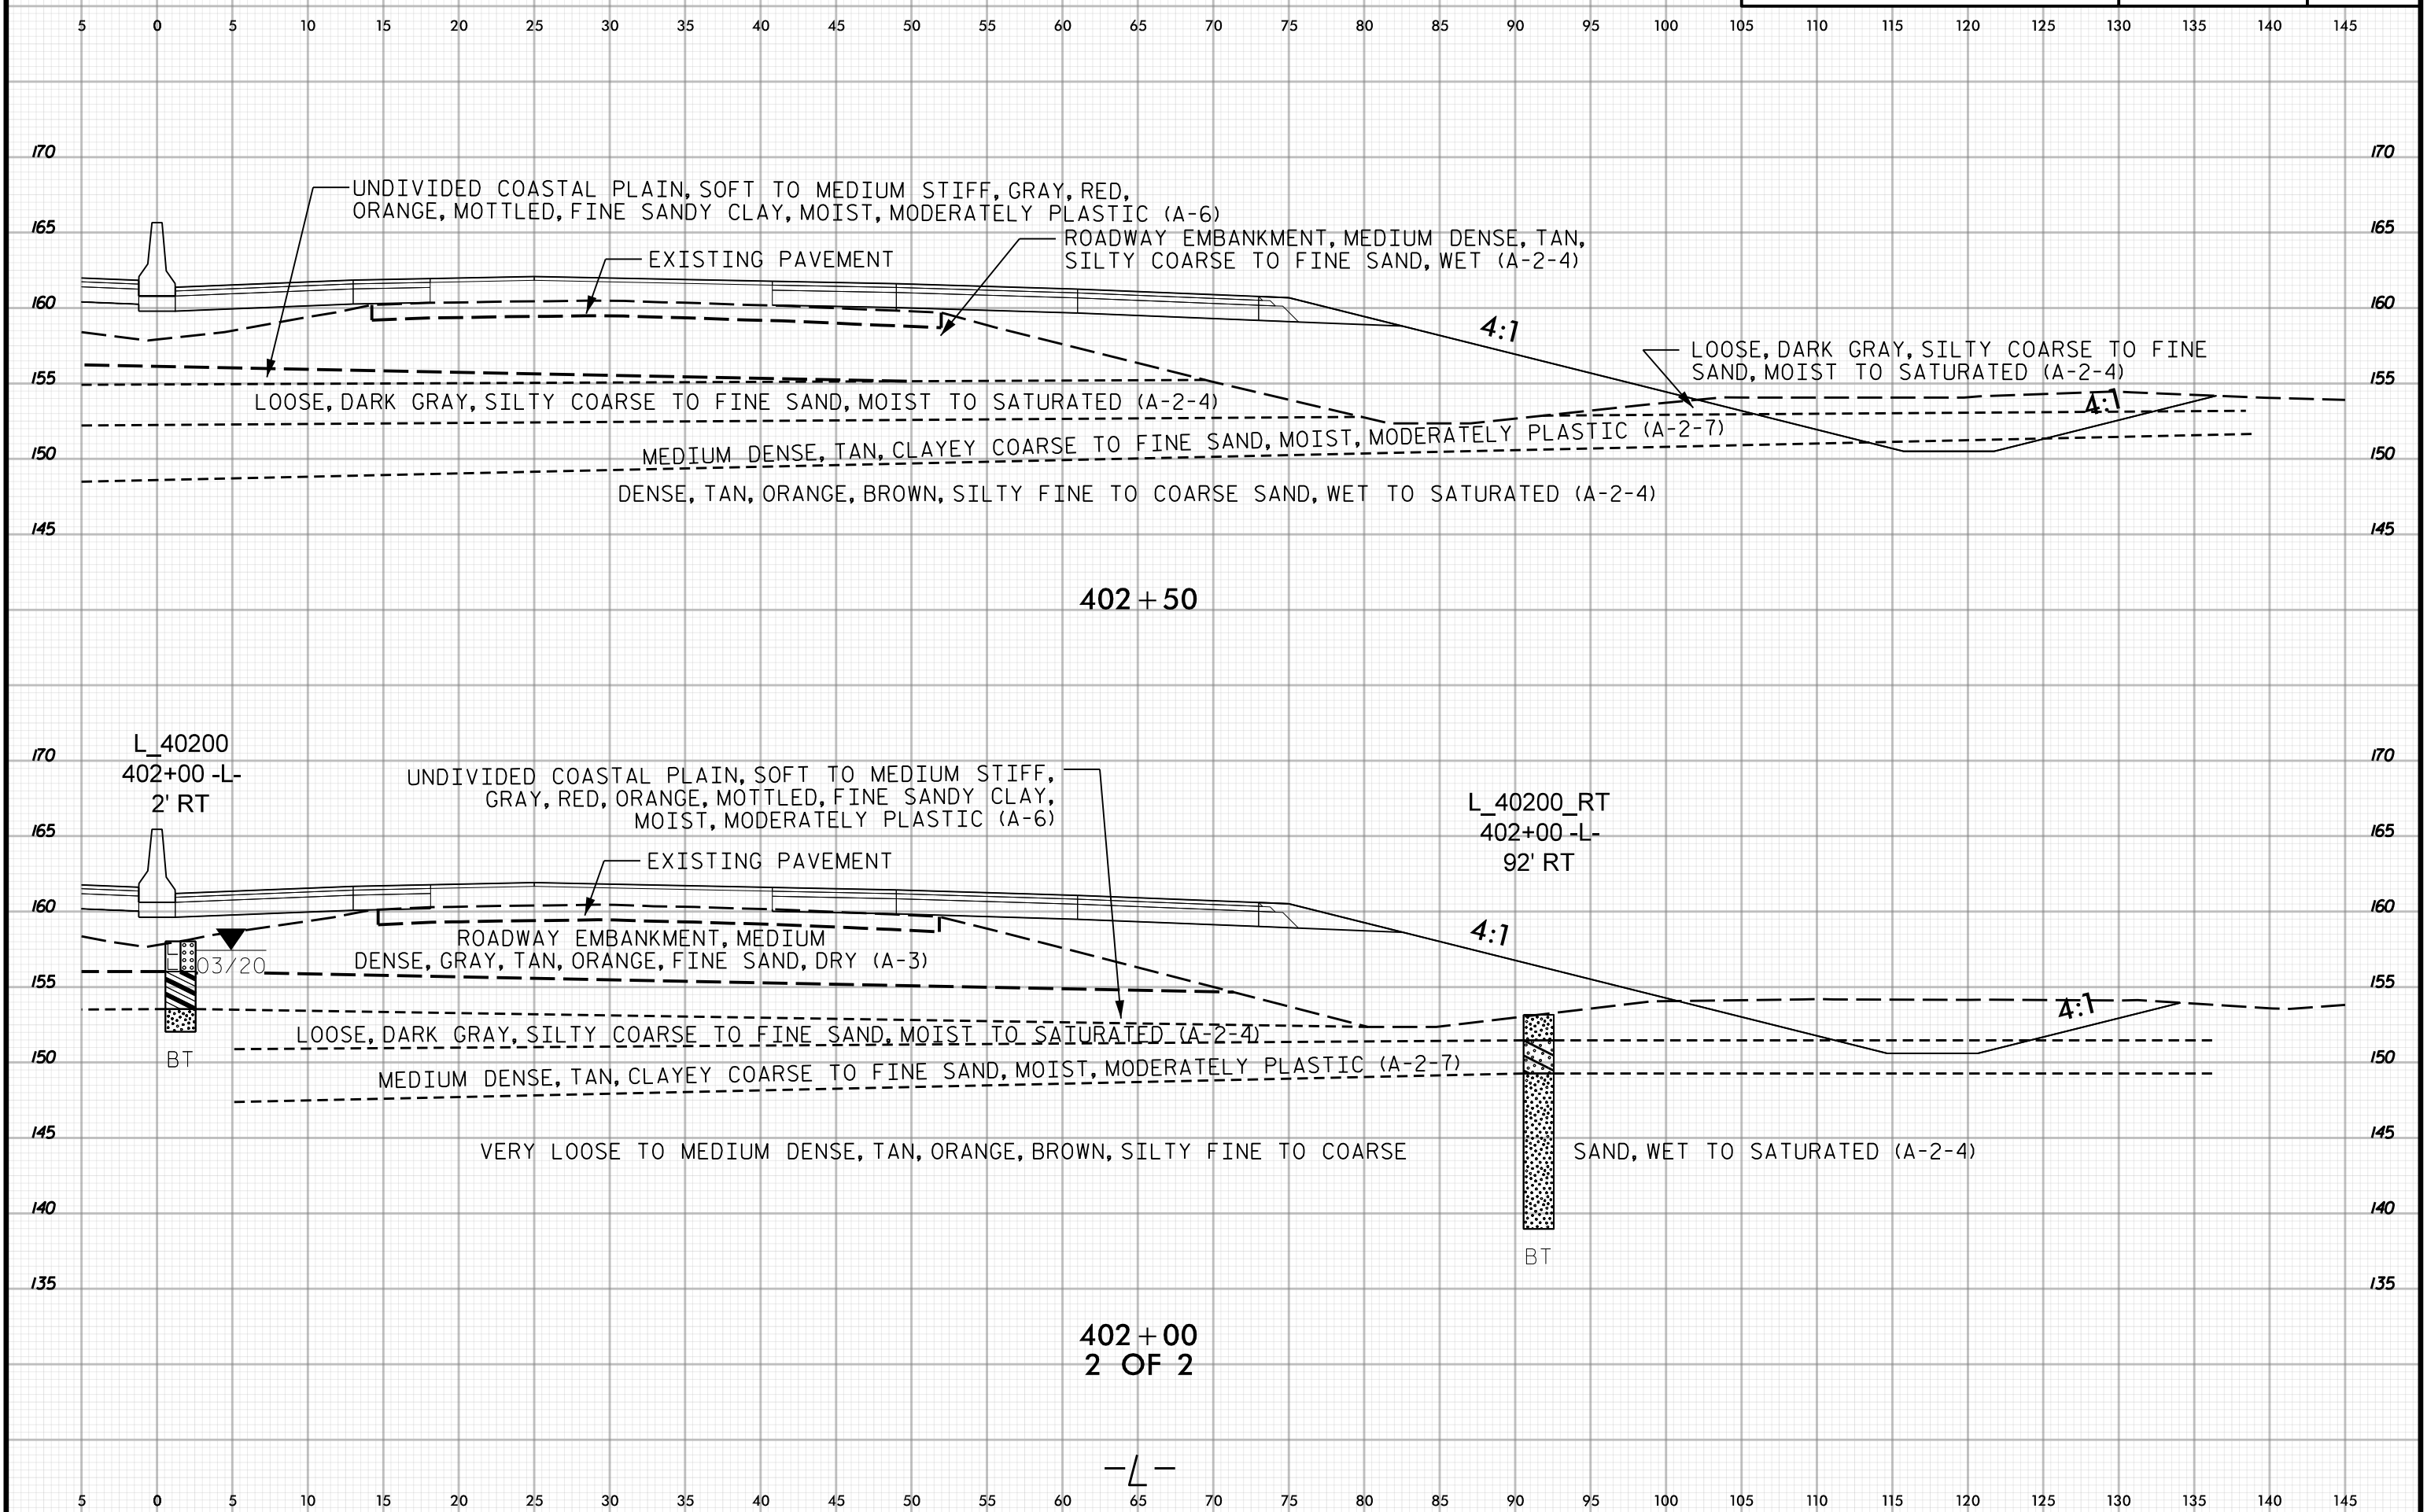 5 0 5 10 15 20 25 30 35 40 45 50 55 60 65 70 75 80 85 90 95 100 105 110 115 120 125 130 135 140 145
170 170
UNDIVIDED COASTAL PLAIN, SOFT TO MEDIUM STIFF, GRAY, RED,
ORANGE, MOTTLED, FINE SANDY CLAY, MOIST, MODERATELY PLASTIC (A-6)
165 165
ROADWAY EMBANKMENT, MEDIUM DENSE, TAN,
SILTY COARSE TO FINE SAND, WET (A-2-4)
EXISTING PAVEMENT
160 160
4:1
LOOSE, DARK GRAY, SILTY COARSE TO FINE
SAND, MOIST TO SATURATED (A-2-4)
155 155
LOOSE, DARK GRAY, SILTY COARSE TO FINE SAND, MOIST TO SATURATED (A-2-4)
4:1
MEDIUM DENSE, TAN, CLAYEY COARSE TO FINE SAND, MOIST, MODERATELY PLASTIC (A-2-7)
150 150
DENSE, TAN, ORANGE, BROWN, SILTY FINE TO COARSE SAND, WET TO SATURATED (A-2-4)
145 145
402+50
L_40200
402+00 -L-
2' RT
170 170
UNDIVIDED COASTAL PLAIN, SOFT TO MEDIUM STIFF,
GRAY, RED, ORANGE, MOTTLED, FINE SANDY CLAY,
MOIST, MODERATELY PLASTIC (A-6)
L_40200_RT
402+00 -L-
92' RT
165 165
EXISTING PAVEMENT
160 160
4:1
ROADWAY EMBANKMENT, MEDIUM
DENSE, GRAY, TAN, ORANGE, FINE SAND, DRY (A-3)
L
L
03/20
155 155
4:1
LOOSE, DARK GRAY, SILTY COARSE TO FINE SAND, MOIST TO SATURATED (A-2-4)
150 150
BT
MEDIUM DENSE, TAN, CLAYEY COARSE TO FINE SAND, MOIST, MODERATELY PLASTIC (A-2-7)
145 145
VERY LOOSE TO MEDIUM DENSE, TAN, ORANGE, BROWN, SILTY FINE TO COARSE SAND, WET TO SATURATED (A-2-4)
140 140
BT
135 135
402+00
2 OF 2
-L-
5 0 5 10 15 20 25 30 35 40 45 50 55 60 65 70 75 80 85 90 95 100 105 110 115 120 125 130 135 140 145